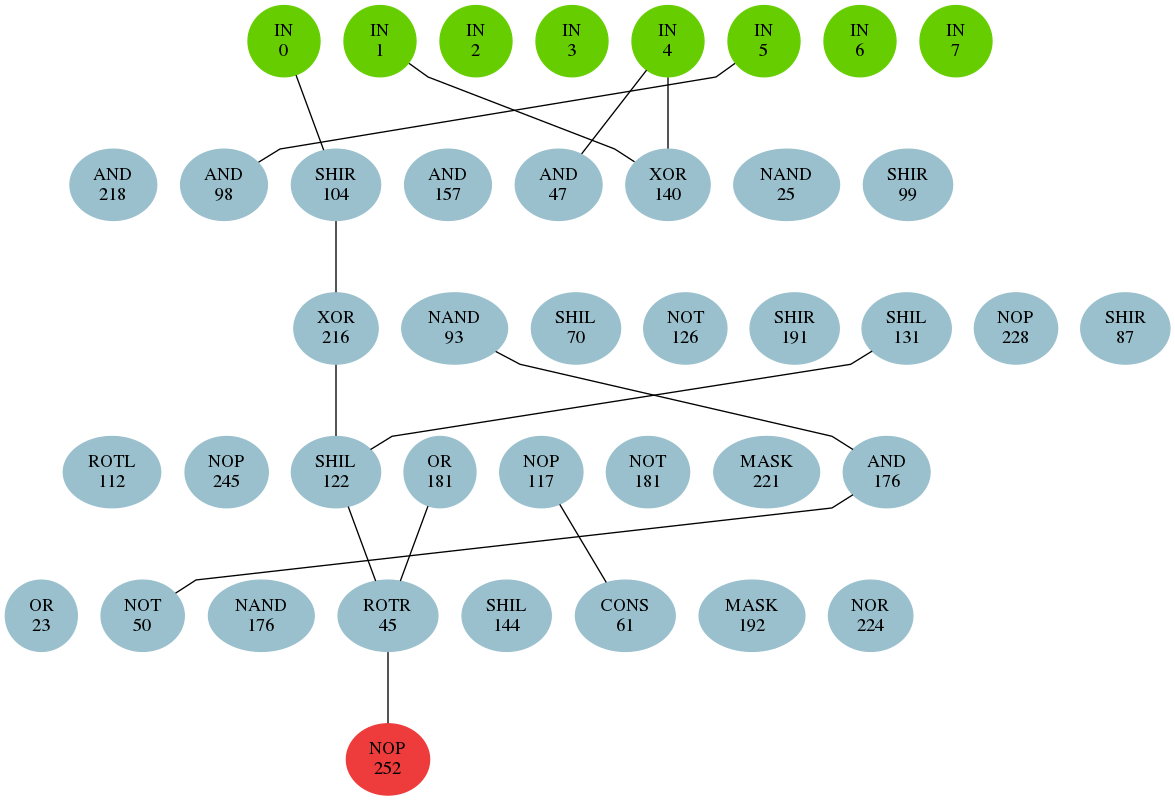 IN
0
IN
1
IN
2
IN
3
IN
4
IN
5
IN
6
IN
7
AND
218
AND
98
SHIR
104
AND
157
AND
47
XOR
140
NAND
25
SHIR
99
XOR
216
NAND
93
SHIL
70
NOT
126
SHIR
191
SHIL
131
NOP
228
SHIR
87
ROTL
112
NOP
245
SHIL
122
OR
181
NOP
117
NOT
181
MASK
221
AND
176
OR
23
NOT
50
NAND
176
ROTR
45
SHIL
144
CONS
61
MASK
192
NOR
224
NOP
252